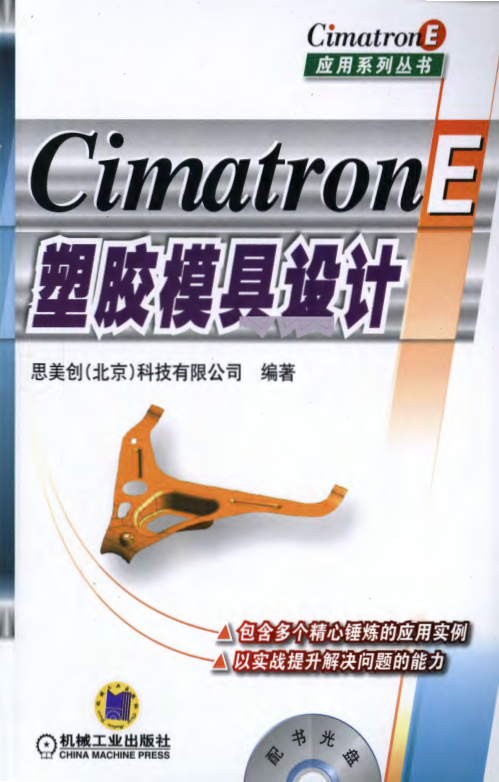 CimatronE
应用系列丛书
CimatronE
塑胶模具设计
思美创(北京)科技有限公司 编著
包含多个精心锤炼的应用实例
以实战提升解决问题的能力
机械工业出版社
CHINA MACHINE PRESS
配书光盘